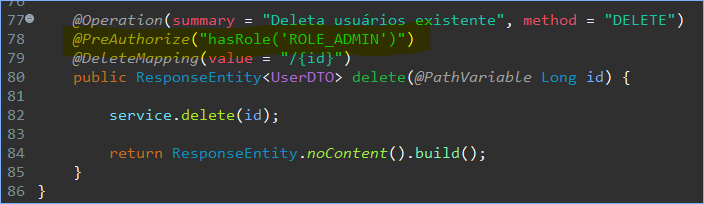 77 @Operation(summary = "Deleta usuários existente", method = "DELETE")
78 @PreAuthorize("hasRole('ROLE_ADMIN')")
79 @DeleteMapping(value = "/{id}")
80 public ResponseEntity<UserDTO> delete(@PathVariable Long id) {
81
82 service.delete(id);
83
84 return ResponseEntity.noContent().build();
85 }
86 }